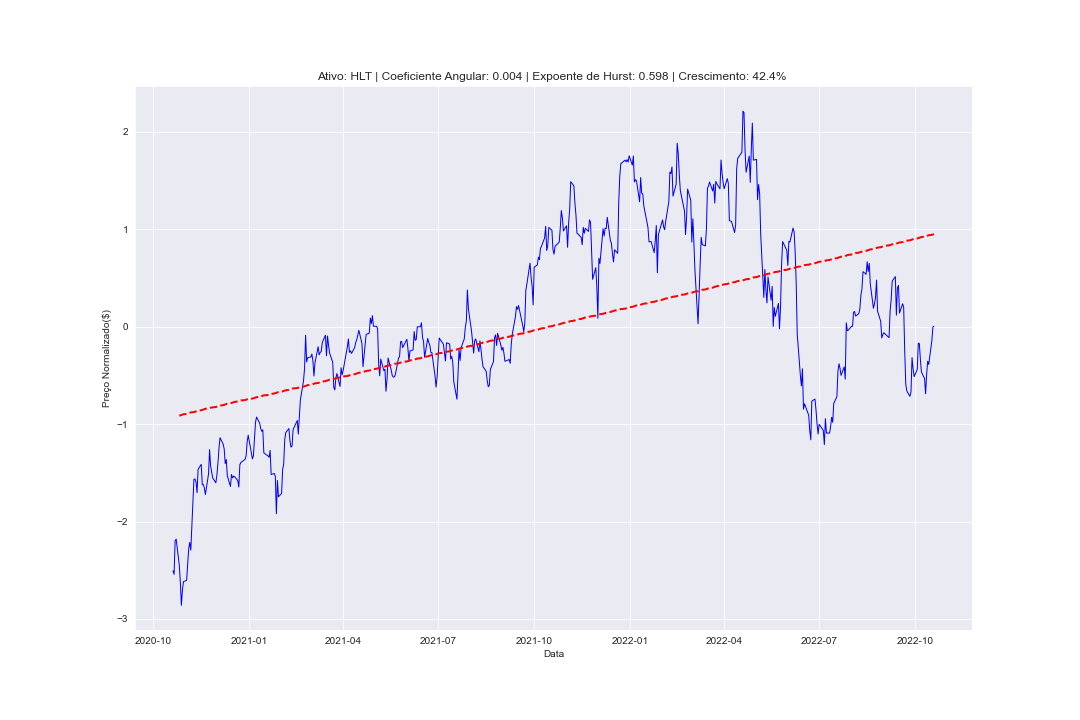 Ativo: HLT | Coeficiente Angular: 0.004 | Expoente de Hurst: 0.598 | Crescimento: 42.4%
Preço Normalizado($)
2
1
0
−1
−2
−3
2020-10 2021-01 2021-04 2021-07 2021-10 2022-01 2022-04 2022-07 2022-10
Data